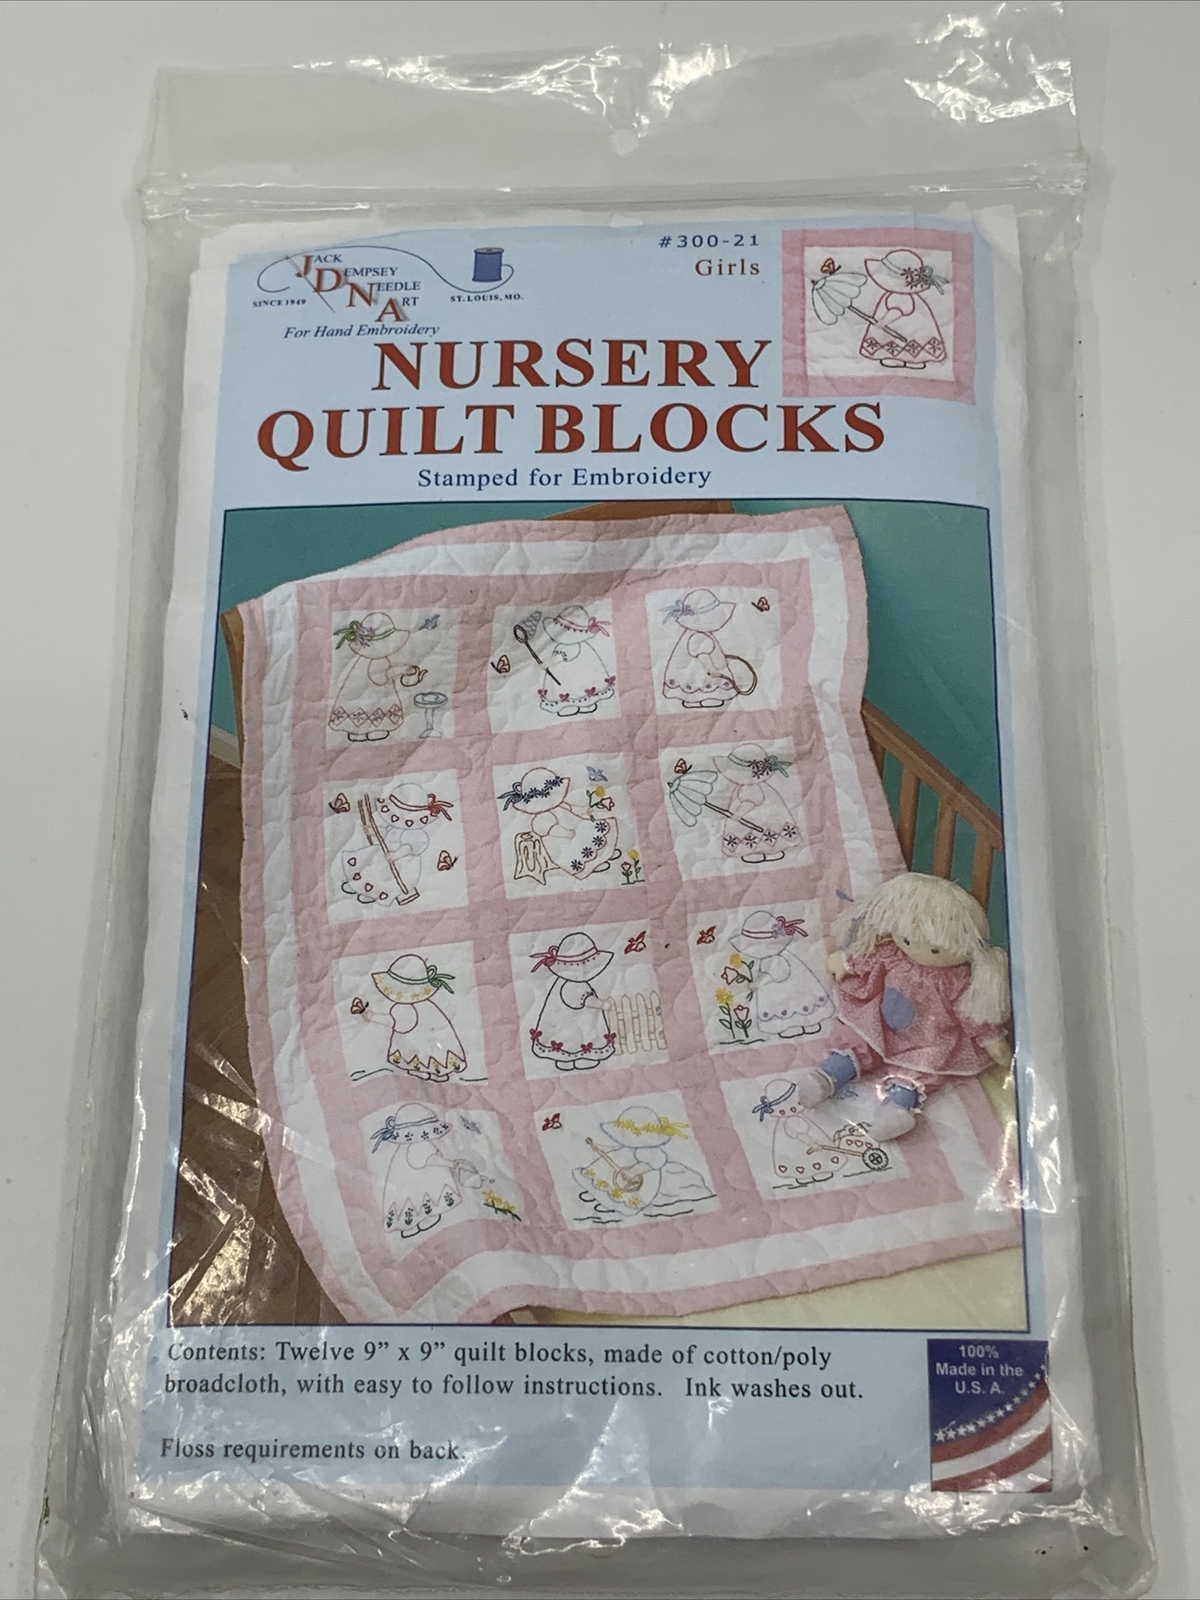 JACK
DEMPSEY
NEEDLE
ART
SINCE 1949
ST. LOUIS, MO.
For Hand Embroidery
#300-21
Girls
NURSERY
QUILT BLOCKS
Stamped for Embroidery
Contents: Twelve 9” x 9” quilt blocks, made of cotton/poly
broadcloth, with easy to follow instructions. Ink washes out.
Floss requirements on back.
100%
Made in the
U.S.A.